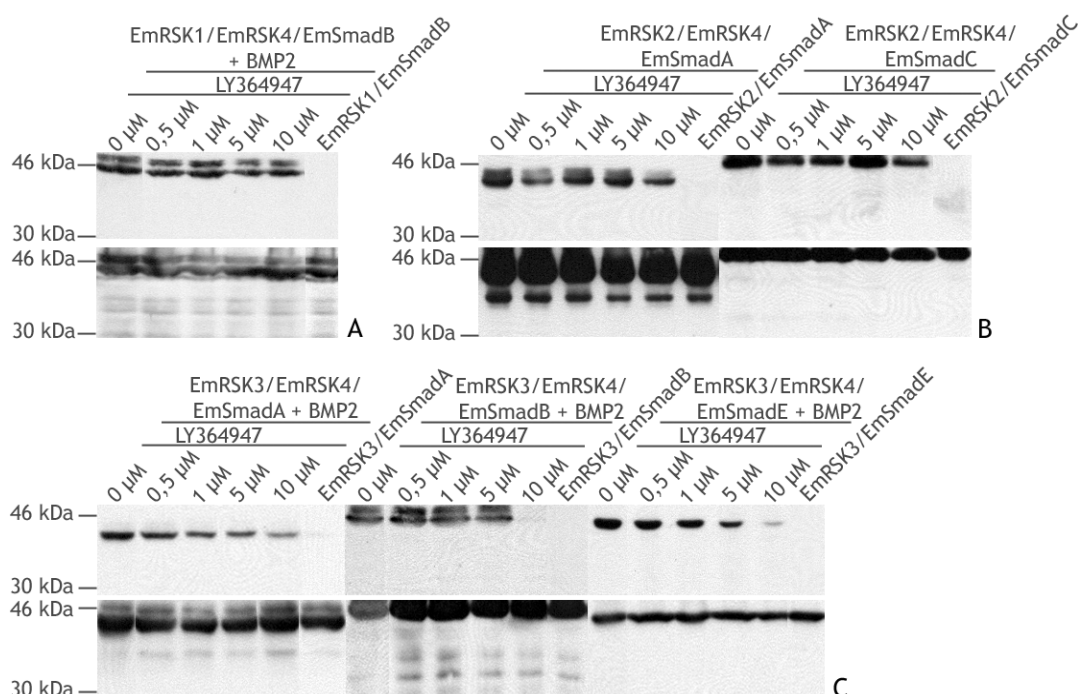 EmRSK1/EmRSK4/EmSmadB
+ BMP2
LY364947
0 µM
0,5 µM
1 µM
5 µM
10 µM
EmRSK1/EmSmadB
46 kDa
30 kDa
46 kDa
30 kDa
A
EmRSK2/EmRSK4/
EmSmadA
LY364947
0 µM
0,5 µM
1 µM
5 µM
10 µM
EmRSK2/EmSmadA
EmRSK2/EmRSK4/
EmSmadC
LY364947
0 µM
0,5 µM
1 µM
5 µM
10 µM
EmRSK2/EmSmadC
46 kDa
30 kDa
46 kDa
30 kDa
B
EmRSK3/EmRSK4/
EmSmadA + BMP2
LY364947
0 µM
0,5 µM
1 µM
5 µM
10 µM
EmRSK3/EmSmadA
EmRSK3/EmRSK4/
EmSmadB + BMP2
LY364947
0 µM
0,5 µM
1 µM
5 µM
10 µM
EmRSK3/EmSmadB
EmRSK3/EmRSK4/
EmSmadE + BMP2
LY364947
0 µM
0,5 µM
1 µM
5 µM
10 µM
EmRSK3/EmSmadE
46 kDa
30 kDa
46 kDa
30 kDa
C